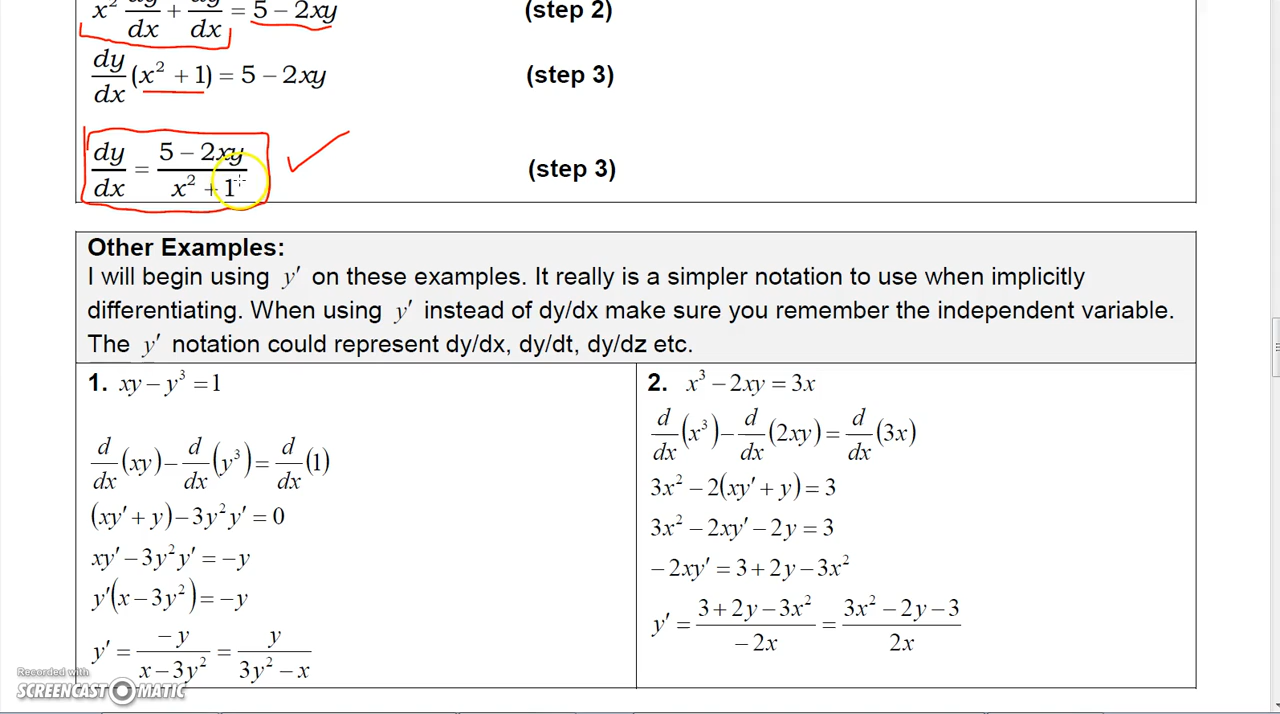 x² dy/dx + dy/dx = 5 − 2xy (step 2)
dy/dx (x² + 1) = 5 − 2xy (step 3)
dy/dx = (5 − 2xy)/(x² + 1) (step 3)
Other Examples:
I will begin using y′ on these examples. It really is a simpler notation to use when implicitly
differentiating. When using y′ instead of dy/dx make sure you remember the independent variable.
The y′ notation could represent dy/dx, dy/dt, dy/dz etc.
1. xy − y³ = 1
d/dx (xy) − d/dx (y³) = d/dx (1)
(xy′ + y) − 3y²y′ = 0
xy′ − 3y²y′ = −y
y′(x − 3y²) = −y
y′ = −y/(x − 3y²) = y/(3y² − x)
2. x³ − 2xy = 3x
d/dx (x³) − d/dx (2xy) = d/dx (3x)
3x² − 2(xy′ + y) = 3
3x² − 2xy′ − 2y = 3
−2xy′ = 3 + 2y − 3x²
y′ = (3 + 2y − 3x²)/(−2x) = (3x² − 2y − 3)/(2x)
Recorded with
SCREENCAST MATIC